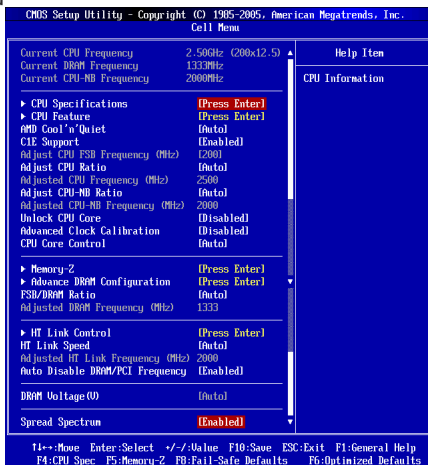 CMOS Setup Utility - Copyright (C) 1985-2005, American Megatrends, Inc.
Cell Menu
Current CPU Frequency 2.50GHz (200x12.5)
Current DRAM Frequency 1333MHz
Current CPU-NB Frequency 2000MHz
Help Item
CPU Information
► CPU Specifications [Press Enter]
► CPU Feature [Press Enter]
AMD Cool'n'Quiet [Auto]
C1E Support [Enabled]
Adjust CPU FSB Frequency (MHz) [200]
Adjust CPU Ratio [Auto]
Adjusted CPU Frequency (MHz) 2500
Adjust CPU-NB Ratio [Auto]
Adjusted CPU-NB Frequency (MHz) 2000
Unlock CPU Core [Disabled]
Advanced Clock Calibration [Disabled]
CPU Core Control [Auto]
► Memory-Z [Press Enter]
► Advance DRAM Configuration [Press Enter]
FSB/DRAM Ratio [Auto]
Adjusted DRAM Frequency (MHz) 1333
► HT Link Control [Press Enter]
HT Link Speed [Auto]
Adjusted HT Link Frequency (MHz) 2000
Auto Disable DRAM/PCI Frequency [Enabled]
DRAM Voltage(V) [Auto]
Spread Spectrum [Enabled]
↑↓←→:Move Enter:Select +/-/:Value F10:Save ESC:Exit F1:General Help
F4:CPU Spec F5:Memory-Z F8:Fail-Safe Defaults F6:Optimized Defaults